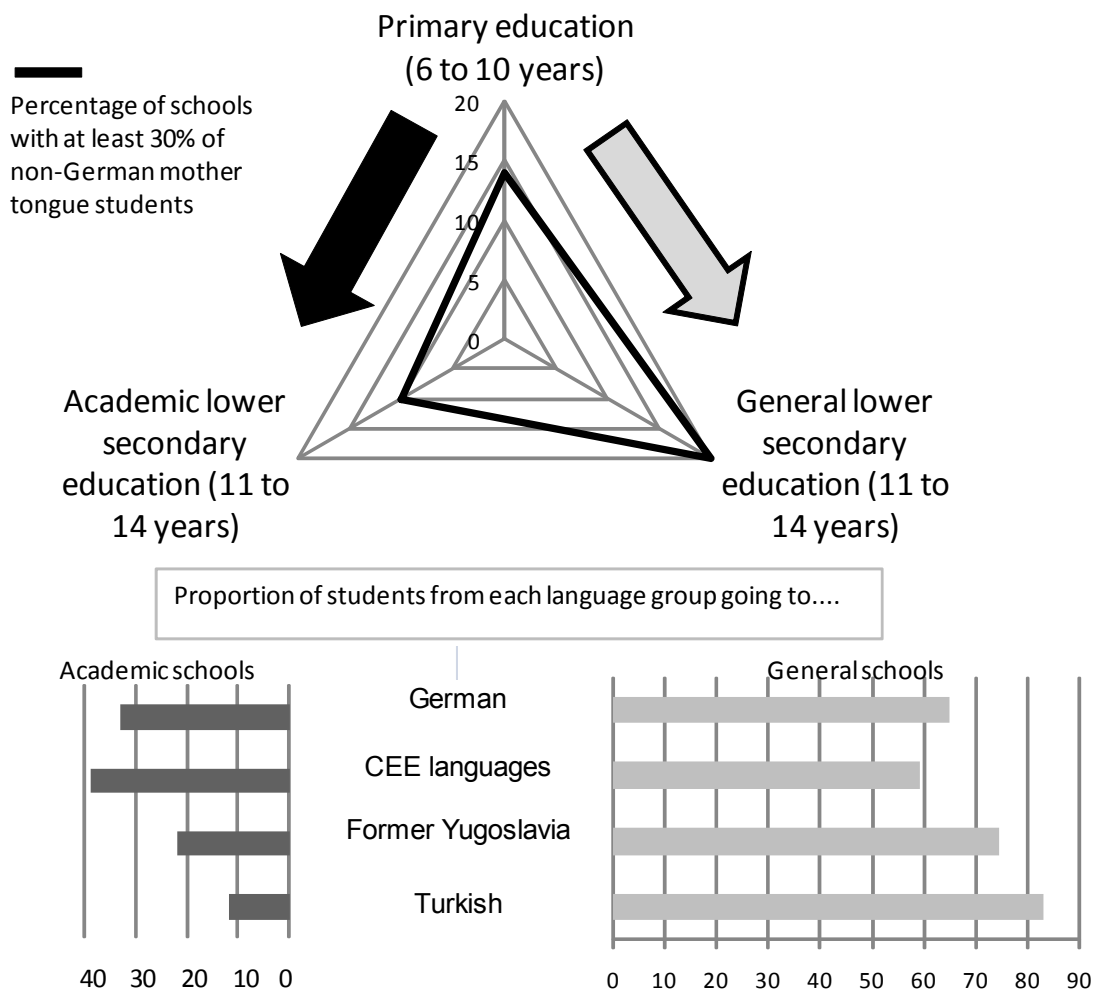 Primary education
(6 to 10 years)
Percentage of schools
with at least 30% of
non-German mother
tongue students
20
15
10
5
0
Academic lower
secondary
education (11 to
14 years)
General lower
secondary
education (11 to
14 years)
Proportion of students from each language group going to....
Academic schools
General schools
German
CEE languages
Former Yugoslavia
Turkish
40 30 20 10 0
0 10 20 30 40 50 60 70 80 90